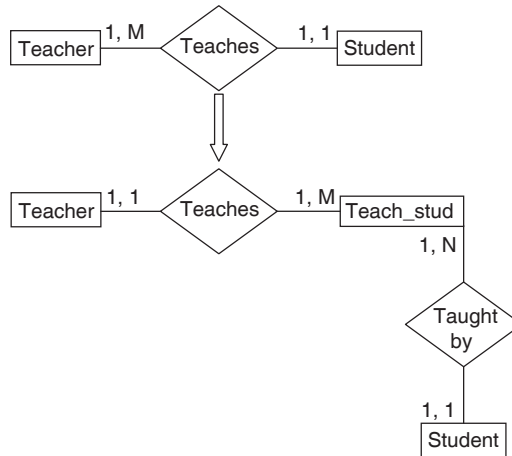 1, M
1, 1
Teacher
Teaches
Student
1, 1
1, M
Teacher
Teaches
Teach_stud
1, N
Taught
by
1, 1
Student